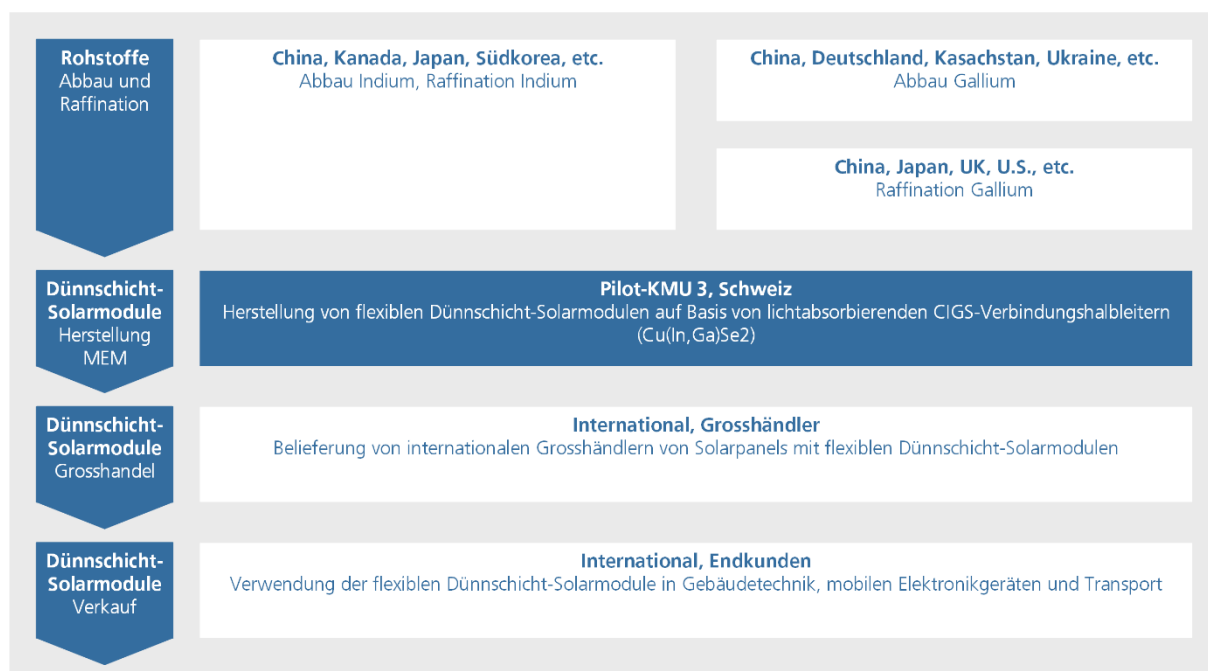 Rohstoffe
Abbau und
Raffination
China, Kanada, Japan, Südkorea, etc.
Abbau Indium, Raffination Indium
China, Deutschland, Kasachstan, Ukraine, etc.
Abbau Gallium
China, Japan, UK, U.S., etc.
Raffination Gallium
Dünnschicht-
Solarmodule
Herstellung
MEM
Pilot-KMU 3, Schweiz
Herstellung von flexiblen Dünnschicht-Solarmodulen auf Basis von lichtabsorbierenden CIGS-Verbindungshalbleitern
(Cu(In,Ga)Se2)
Dünnschicht-
Solarmodule
Grosshandel
International, Grosshändler
Belieferung von internationalen Grosshändlern von Solarpanels mit flexiblen Dünnschicht-Solarmodulen
Dünnschicht-
Solarmodule
Verkauf
International, Endkunden
Verwendung der flexiblen Dünnschicht-Solarmodule in Gebäudetechnik, mobilen Elektronikgeräten und Transport